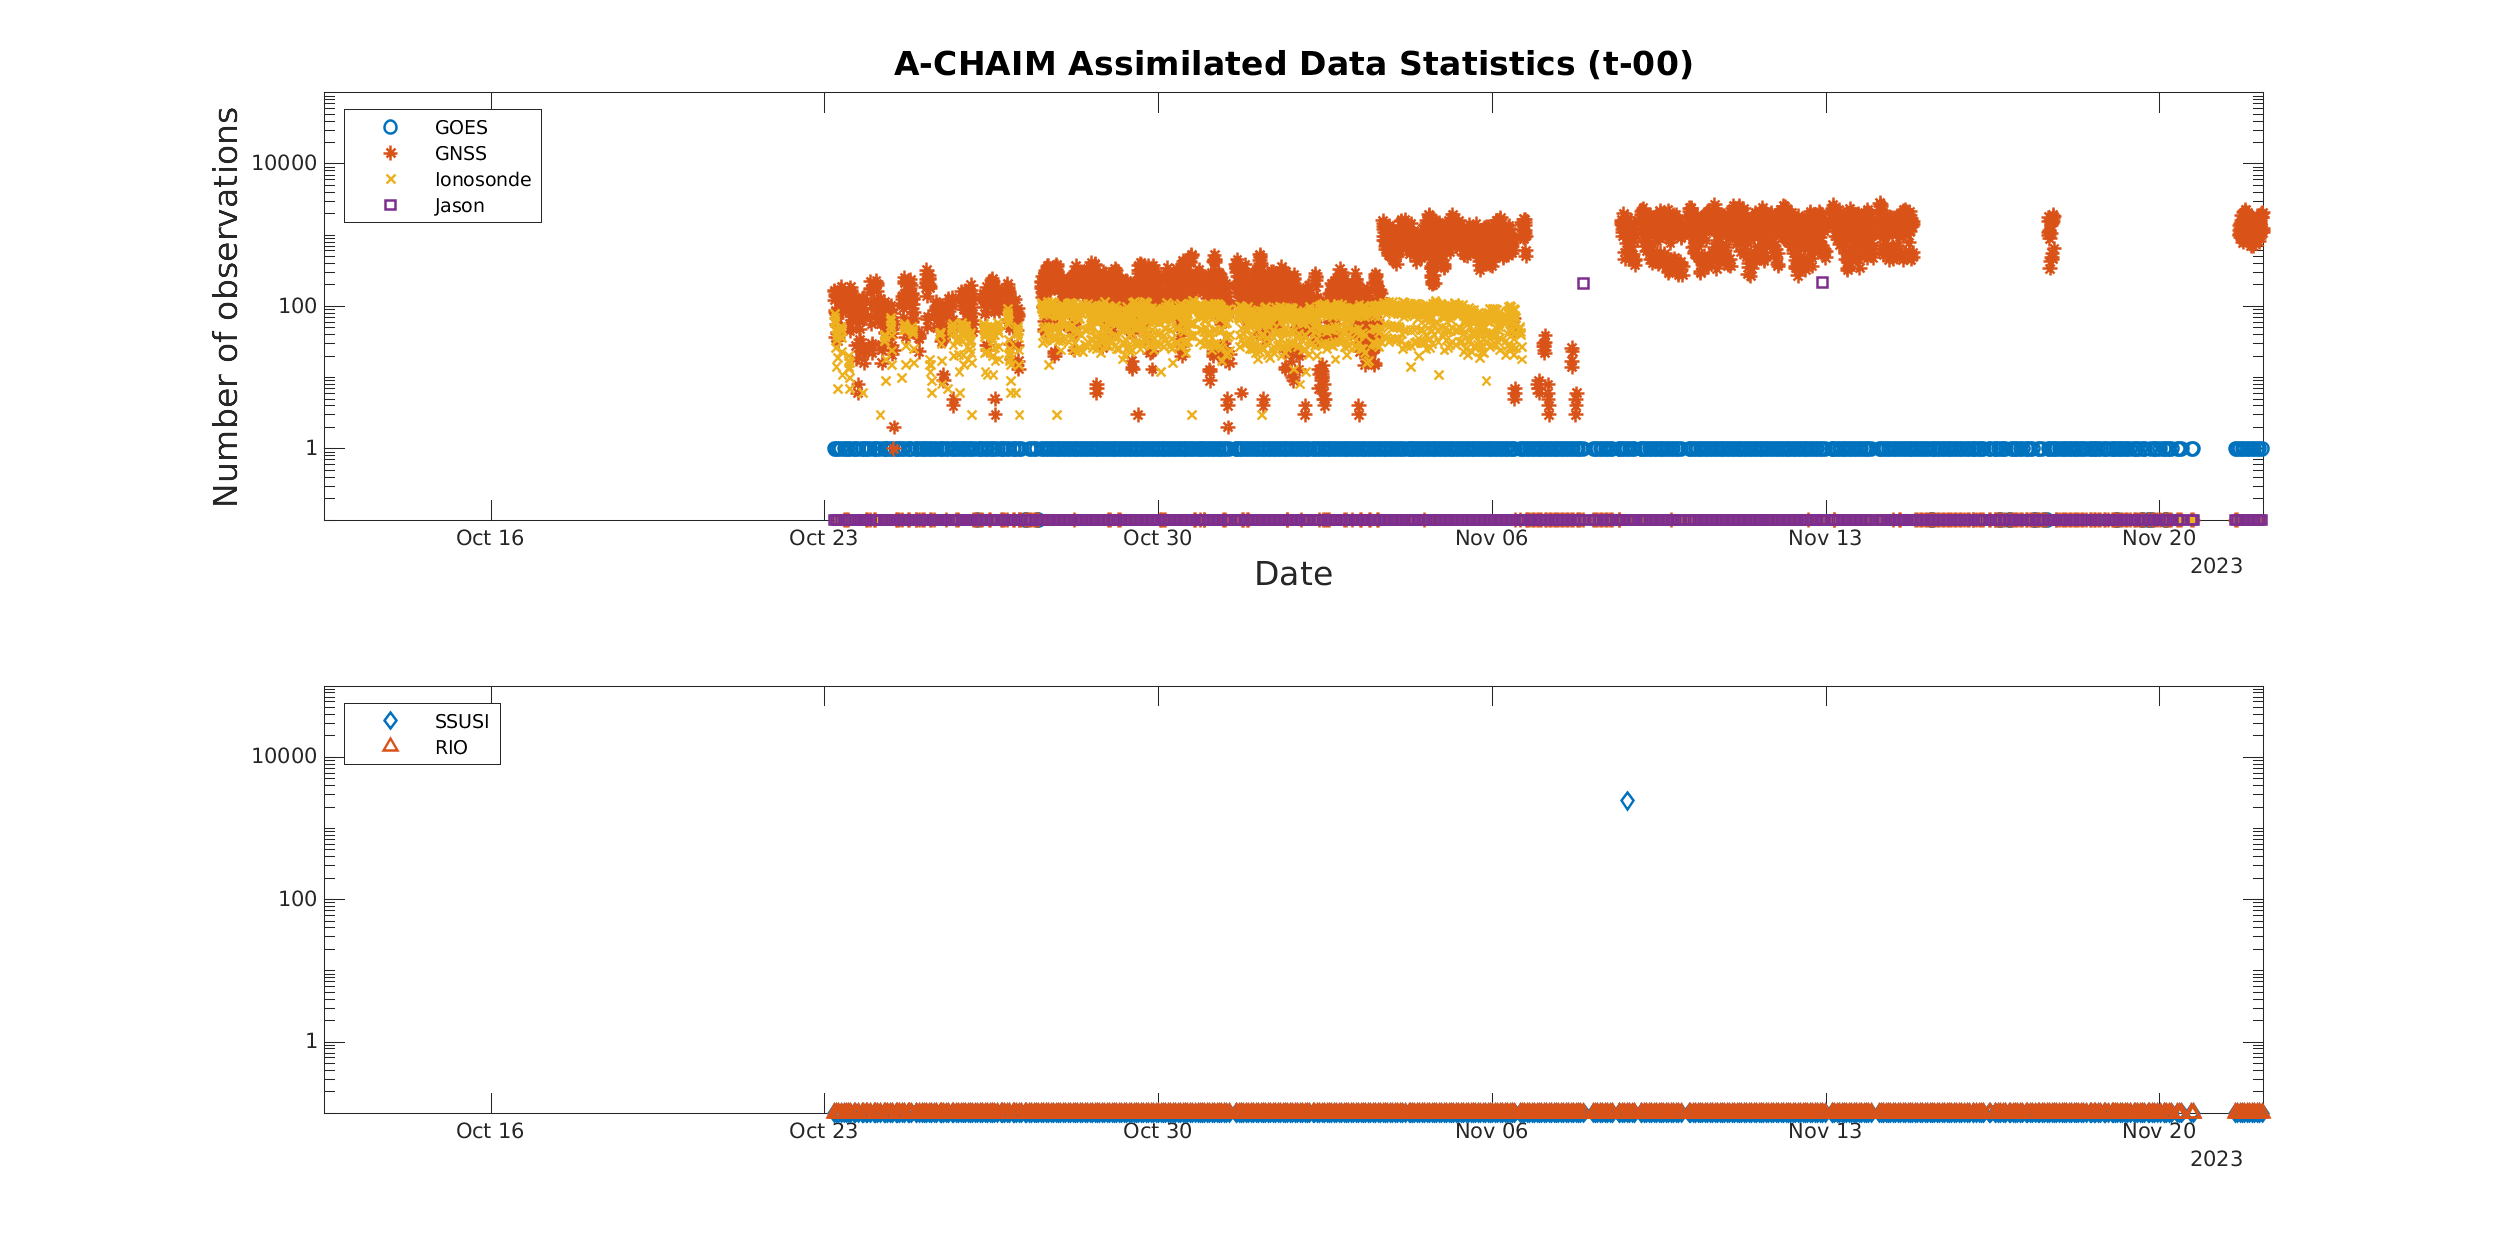 A-CHAIM Assimilated Data Statistics (t-00)
Number of observations
10000
100
1
GOES
GNSS
Ionosonde
Jason
Oct 16 Oct 23 Oct 30 Nov 06 Nov 13 Nov 20
2023
Date
10000
100
1
SSUSI
RIO
Oct 16 Oct 23 Oct 30 Nov 06 Nov 13 Nov 20
2023